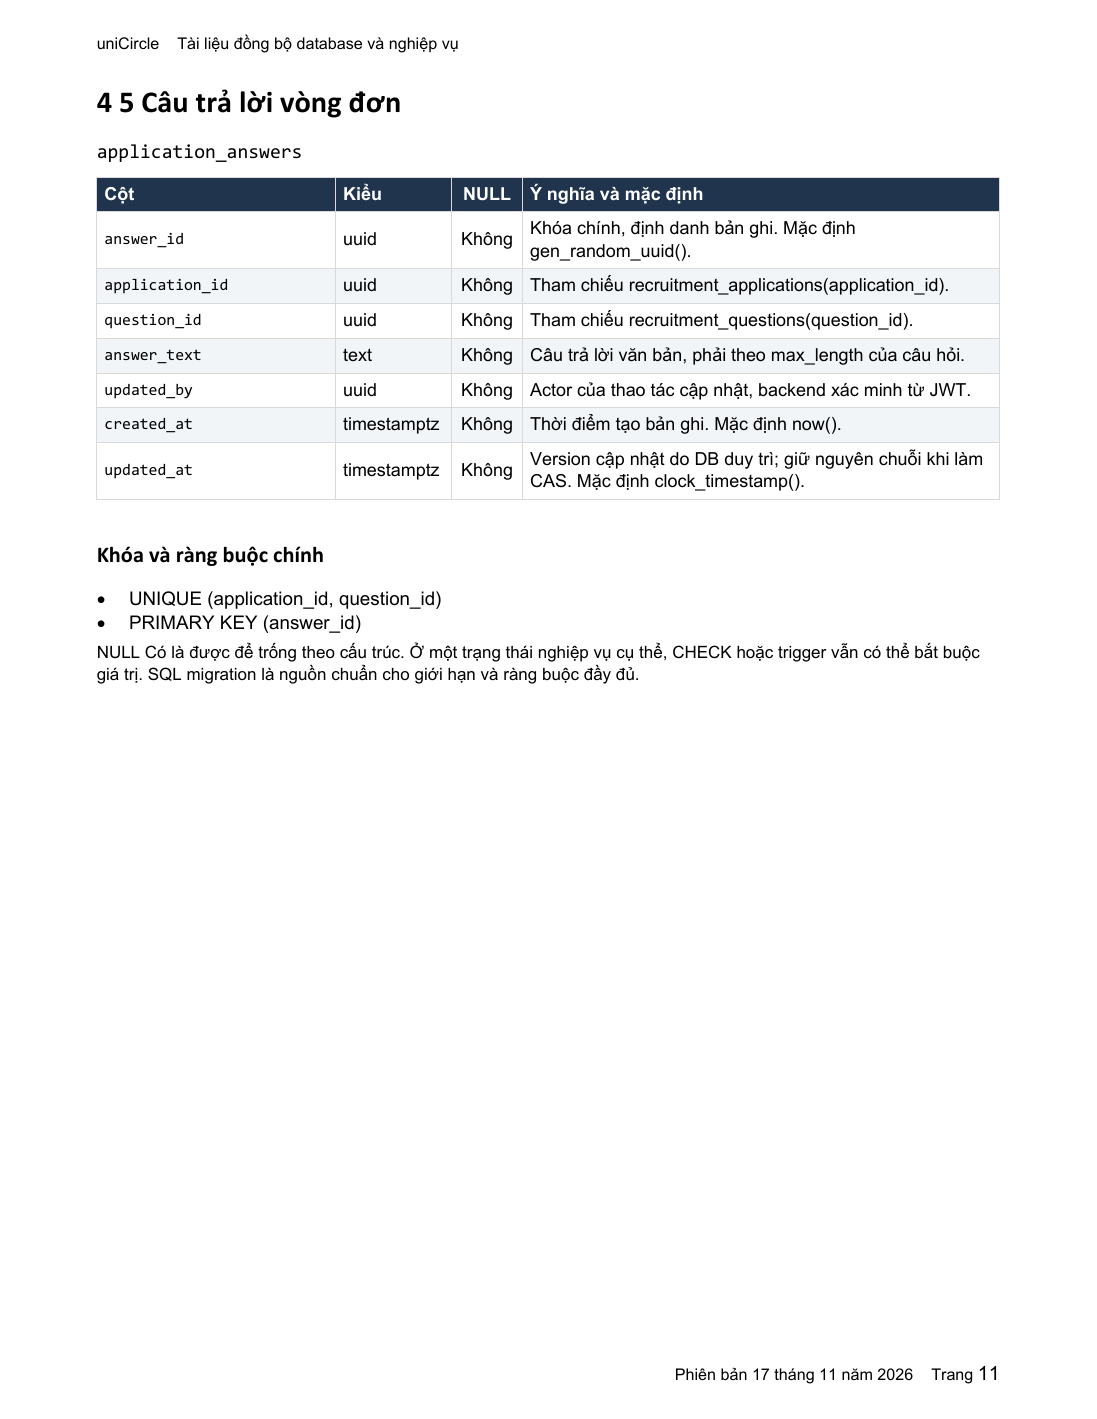 uniCircle Tài liệu đồng bộ database và nghiệp vụ
4 5 Câu trả lời vòng đơn
application_answers
Cột Kiểu NULL Ý nghĩa và mặc định
answer_id uuid Không Khóa chính, định danh bản ghi. Mặc định
gen_random_uuid().
application_id uuid Không Tham chiếu recruitment_applications(application_id).
question_id uuid Không Tham chiếu recruitment_questions(question_id).
answer_text text Không Câu trả lời văn bản, phải theo max_length của câu hỏi.
updated_by uuid Không Actor của thao tác cập nhật, backend xác minh từ JWT.
created_at timestamptz Không Thời điểm tạo bản ghi. Mặc định now().
updated_at timestamptz Không Version cập nhật do DB duy trì; giữ nguyên chuỗi khi làm
CAS. Mặc định clock_timestamp().
Khóa và ràng buộc chính
• UNIQUE (application_id, question_id)
• PRIMARY KEY (answer_id)
NULL Có là được để trống theo cấu trúc. Ở một trạng thái nghiệp vụ cụ thể, CHECK hoặc trigger vẫn có thể bắt buộc
giá trị. SQL migration là nguồn chuẩn cho giới hạn và ràng buộc đầy đủ.
Phiên bản 17 tháng 11 năm 2026 Trang 11